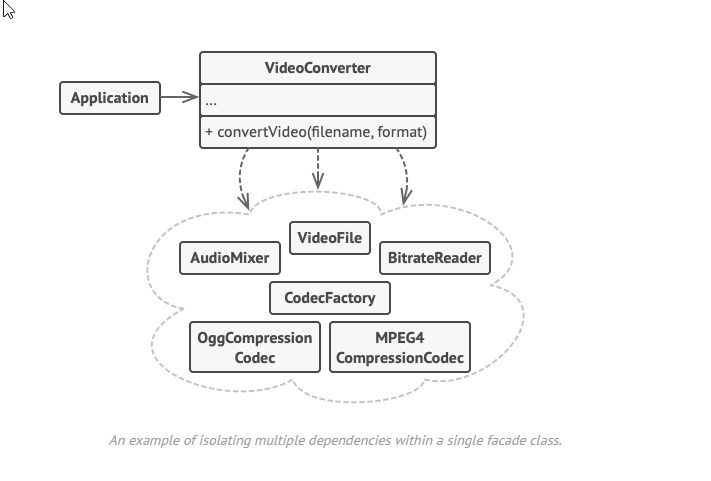 VideoConverter
Application
...
+ convertVideo(filename, format)
VideoFile
AudioMixer
BitrateReader
CodecFactory
OggCompression
Codec
MPEG4
CompressionCodec
An example of isolating multiple dependencies within a single facade class.